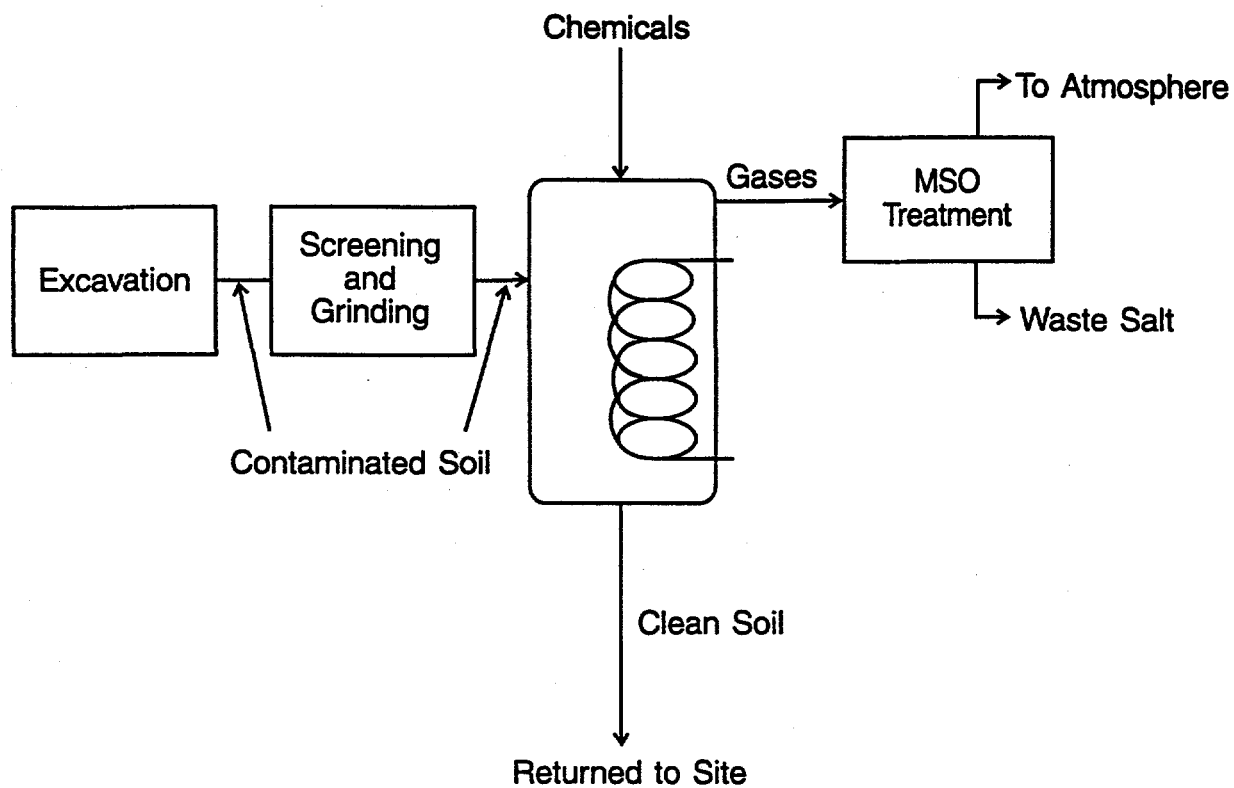 Chemicals
To Atmosphere
Gases
MSO
Treatment
Excavation
Screening
and
Grinding
Waste Salt
Contaminated Soil
Clean Soil
Returned to Site